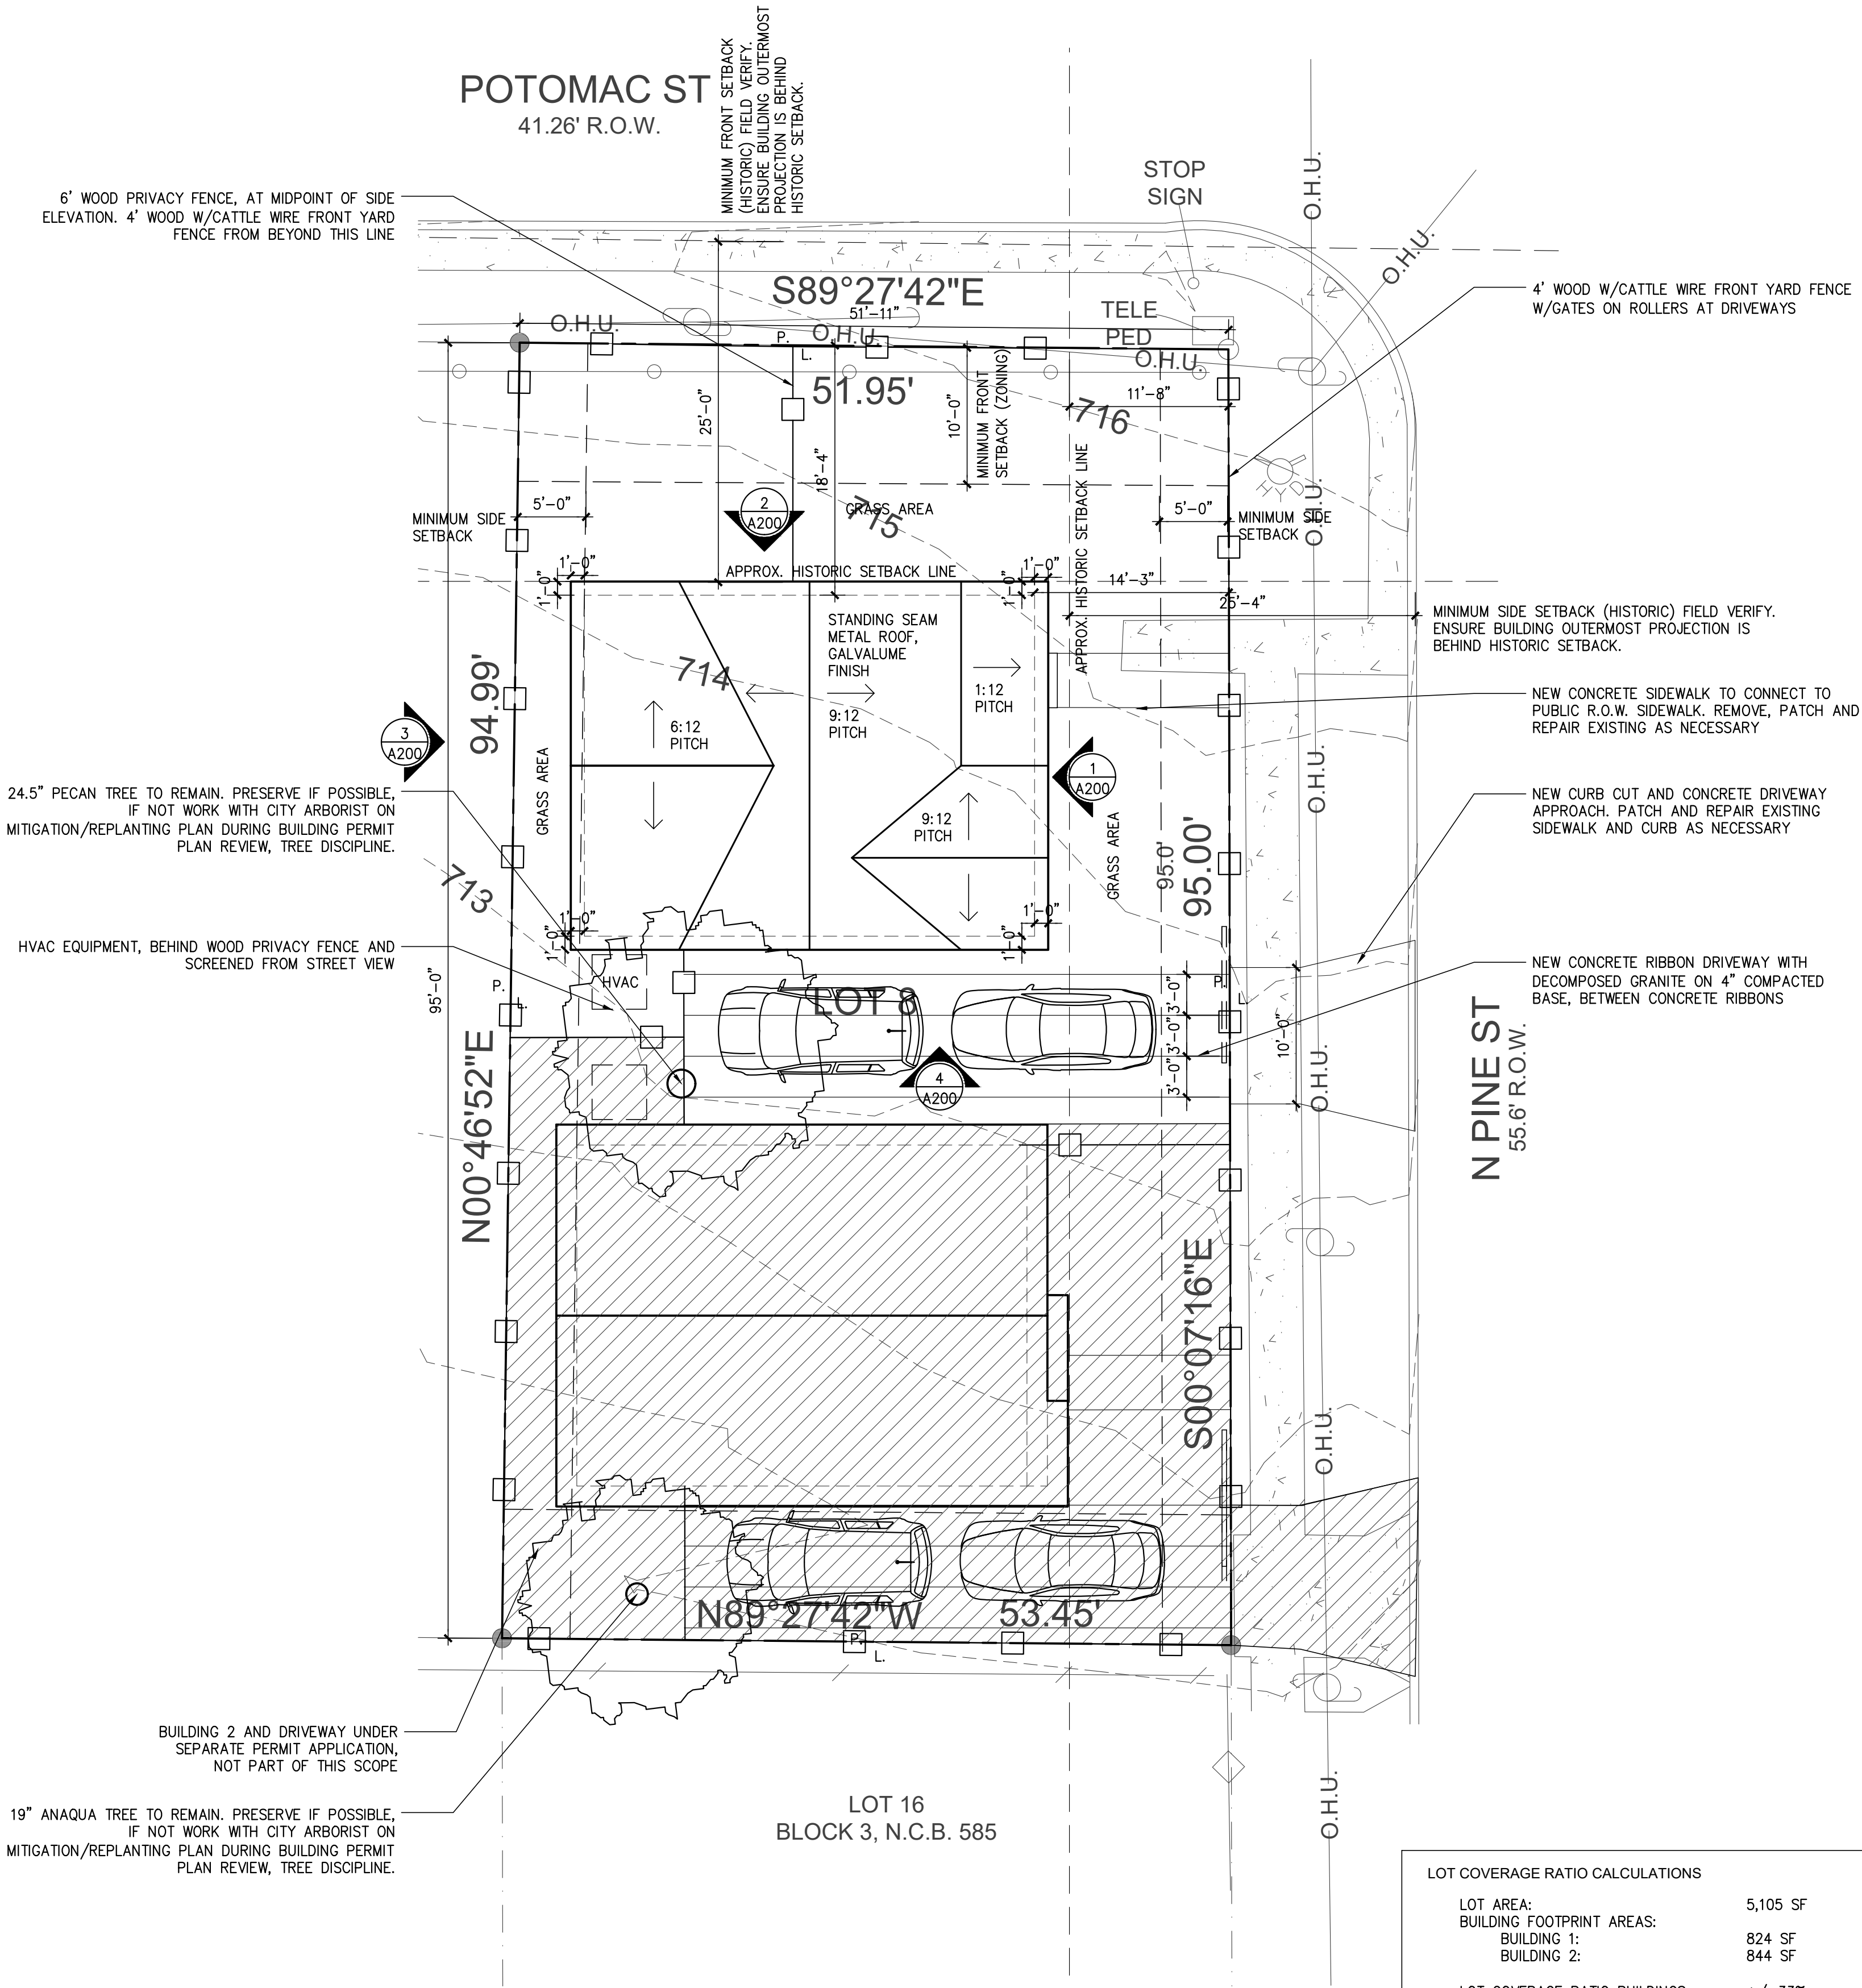 POTOMAC ST
41.26' R.O.W.
MINIMUM FRONT SETBACK
(HISTORIC) FIELD VERIFY.
ENSURE BUILDING OUTERMOST
PROJECTION IS BEHIND
HISTORIC SETBACK.
STOP
SIGN
O.H.U.
O.H.U.
6' WOOD PRIVACY FENCE, AT MIDPOINT OF SIDE
ELEVATION. 4' WOOD W/CATTLE WIRE FRONT YARD
FENCE FROM BEYOND THIS LINE
S89°27'42"E
51'-11"
O.H.U.
P.
L.
O.H.U.
TELE
PED
O.H.U.
4' WOOD W/CATTLE WIRE FRONT YARD FENCE
W/GATES ON ROLLERS AT DRIVEWAYS
51.95'
25'-0"
18'-4"
10'-0"
MINIMUM FRONT
SETBACK (ZONING)
11'-8"
716
HYD
O.H.U.
MINIMUM SIDE
SETBACK
5'-0"
2
A200
GRASS AREA
715
5'-0"
MINIMUM SIDE
SETBACK
1'-0"
1'-0"
APPROX. HISTORIC SETBACK LINE
1'-0"
1'-0"
APPROX. HISTORIC SETBACK LINE
14'-3"
25'-4"
MINIMUM SIDE SETBACK (HISTORIC) FIELD VERIFY.
ENSURE BUILDING OUTERMOST PROJECTION IS
BEHIND HISTORIC SETBACK.
STANDING SEAM
METAL ROOF,
GALVALUME
FINISH
714
94.99'
1:12
PITCH
6:12
PITCH
9:12
PITCH
NEW CONCRETE SIDEWALK TO CONNECT TO
PUBLIC R.O.W. SIDEWALK. REMOVE, PATCH AND
REPAIR EXISTING AS NECESSARY
3
A200
1
A200
O.H.U.
GRASS AREA
24.5" PECAN TREE TO REMAIN. PRESERVE IF POSSIBLE,
IF NOT WORK WITH CITY ARBORIST ON
MITIGATION/REPLANTING PLAN DURING BUILDING PERMIT
PLAN REVIEW, TREE DISCIPLINE.
9:12
PITCH
GRASS AREA
95.0'
95.00'
NEW CURB CUT AND CONCRETE DRIVEWAY
APPROACH. PATCH AND REPAIR EXISTING
SIDEWALK AND CURB AS NECESSARY
713
1'-0"
1'-0"
1'-0"
1'-0"
HVAC EQUIPMENT, BEHIND WOOD PRIVACY FENCE AND
SCREENED FROM STREET VIEW
95'-0"
P.
L.
HVAC
LOT 8
3'-0"
3'-0"
3'-0"
P.
L.
10'-0"
NEW CONCRETE RIBBON DRIVEWAY WITH
DECOMPOSED GRANITE ON 4" COMPACTED
BASE, BETWEEN CONCRETE RIBBONS
4
A200
O.H.U.
N PINE ST
55.6' R.O.W.
N00°46'52"E
S00°07'16"E
O.H.U.
N89°27'42"W
53.45'
P.
L.
BUILDING 2 AND DRIVEWAY UNDER
SEPARATE PERMIT APPLICATION,
NOT PART OF THIS SCOPE
19" ANAQUA TREE TO REMAIN. PRESERVE IF POSSIBLE,
IF NOT WORK WITH CITY ARBORIST ON
MITIGATION/REPLANTING PLAN DURING BUILDING PERMIT
PLAN REVIEW, TREE DISCIPLINE.
LOT 16
BLOCK 3, N.C.B. 585
O.H.U.
LOT COVERAGE RATIO CALCULATIONS
LOT AREA: 5,105 SF
BUILDING FOOTPRINT AREAS:
BUILDING 1: 824 SF
BUILDING 2: 844 SF